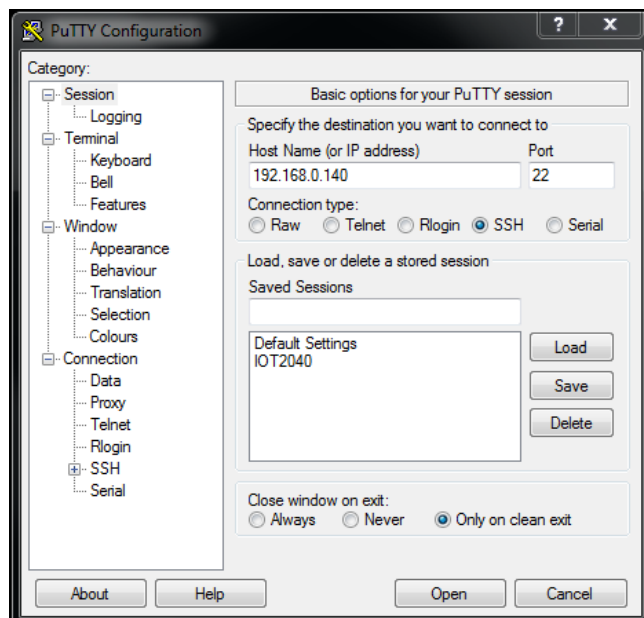 PuTTY Configuration
Category:
Session
Logging
Terminal
Keyboard
Bell
Features
Window
Appearance
Behaviour
Translation
Selection
Colours
Connection
Data
Proxy
Telnet
Rlogin
SSH
Serial
Basic options for your PuTTY session
Specify the destination you want to connect to
Host Name (or IP address) Port
192.168.0.140 22
Connection type:
Raw Telnet Rlogin SSH Serial
Load, save or delete a stored session
Saved Sessions
Default Settings
IOT2040
Load
Save
Delete
Close window on exit:
Always Never Only on clean exit
About Help Open Cancel